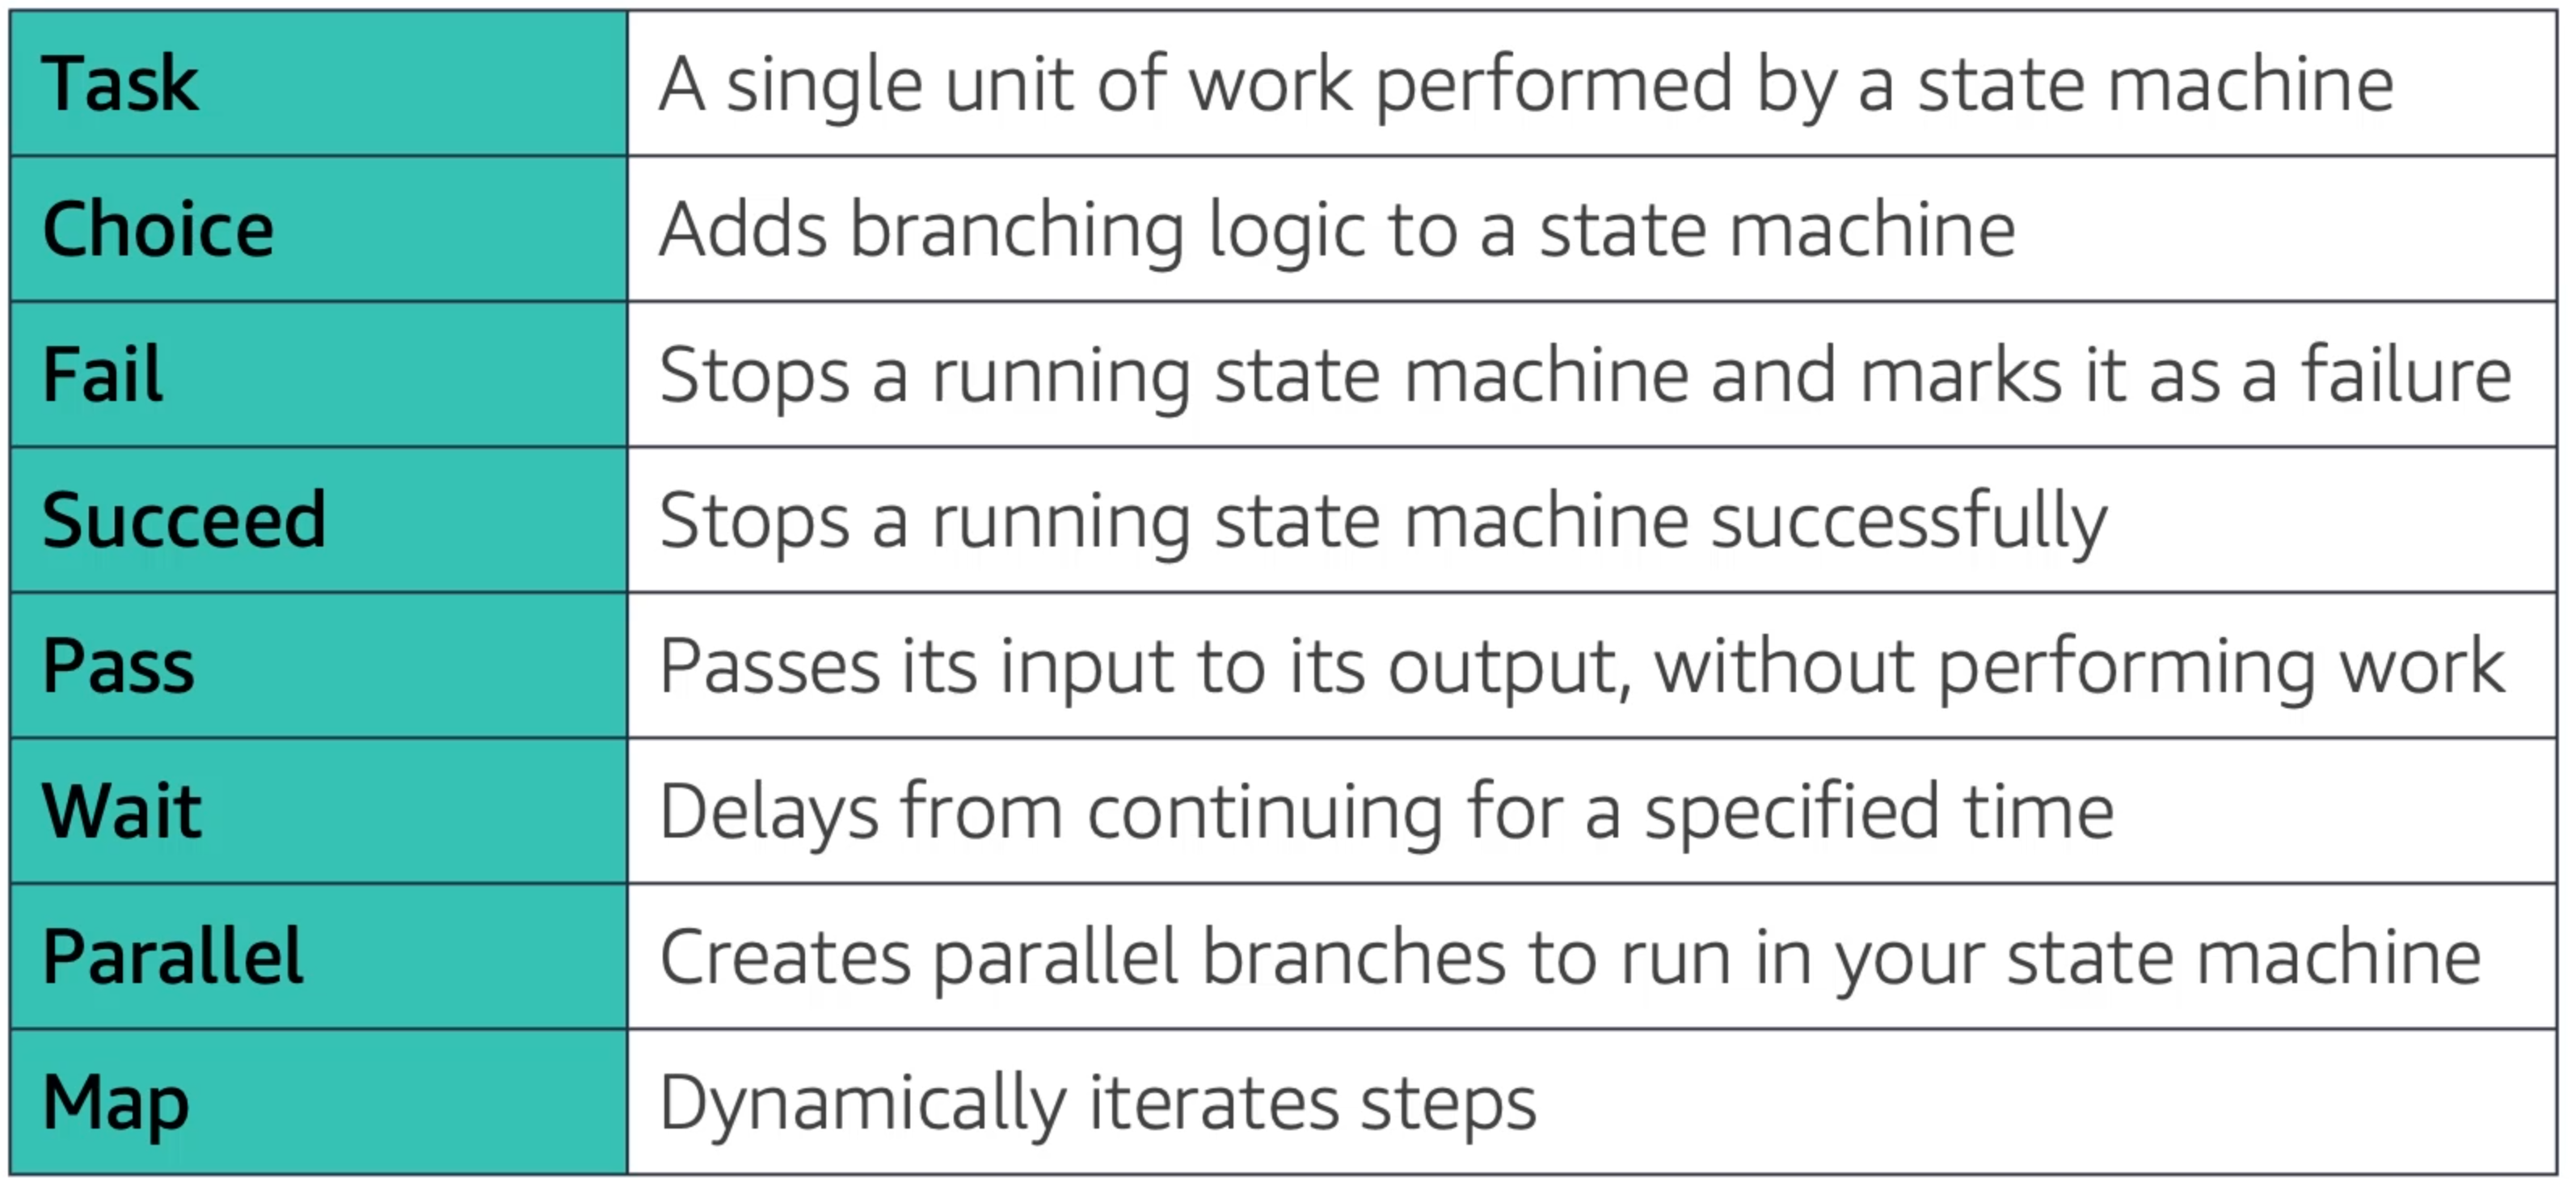 Task
A single unit of work performed by a state machine
Choice
Adds branching logic to a state machine
Fail
Stops a running state machine and marks it as a failure
Succeed
Stops a running state machine successfully
Pass
Passes its input to its output, without performing work
Wait
Delays from continuing for a specified time
Parallel
Creates parallel branches to run in your state machine
Map
Dynamically iterates steps